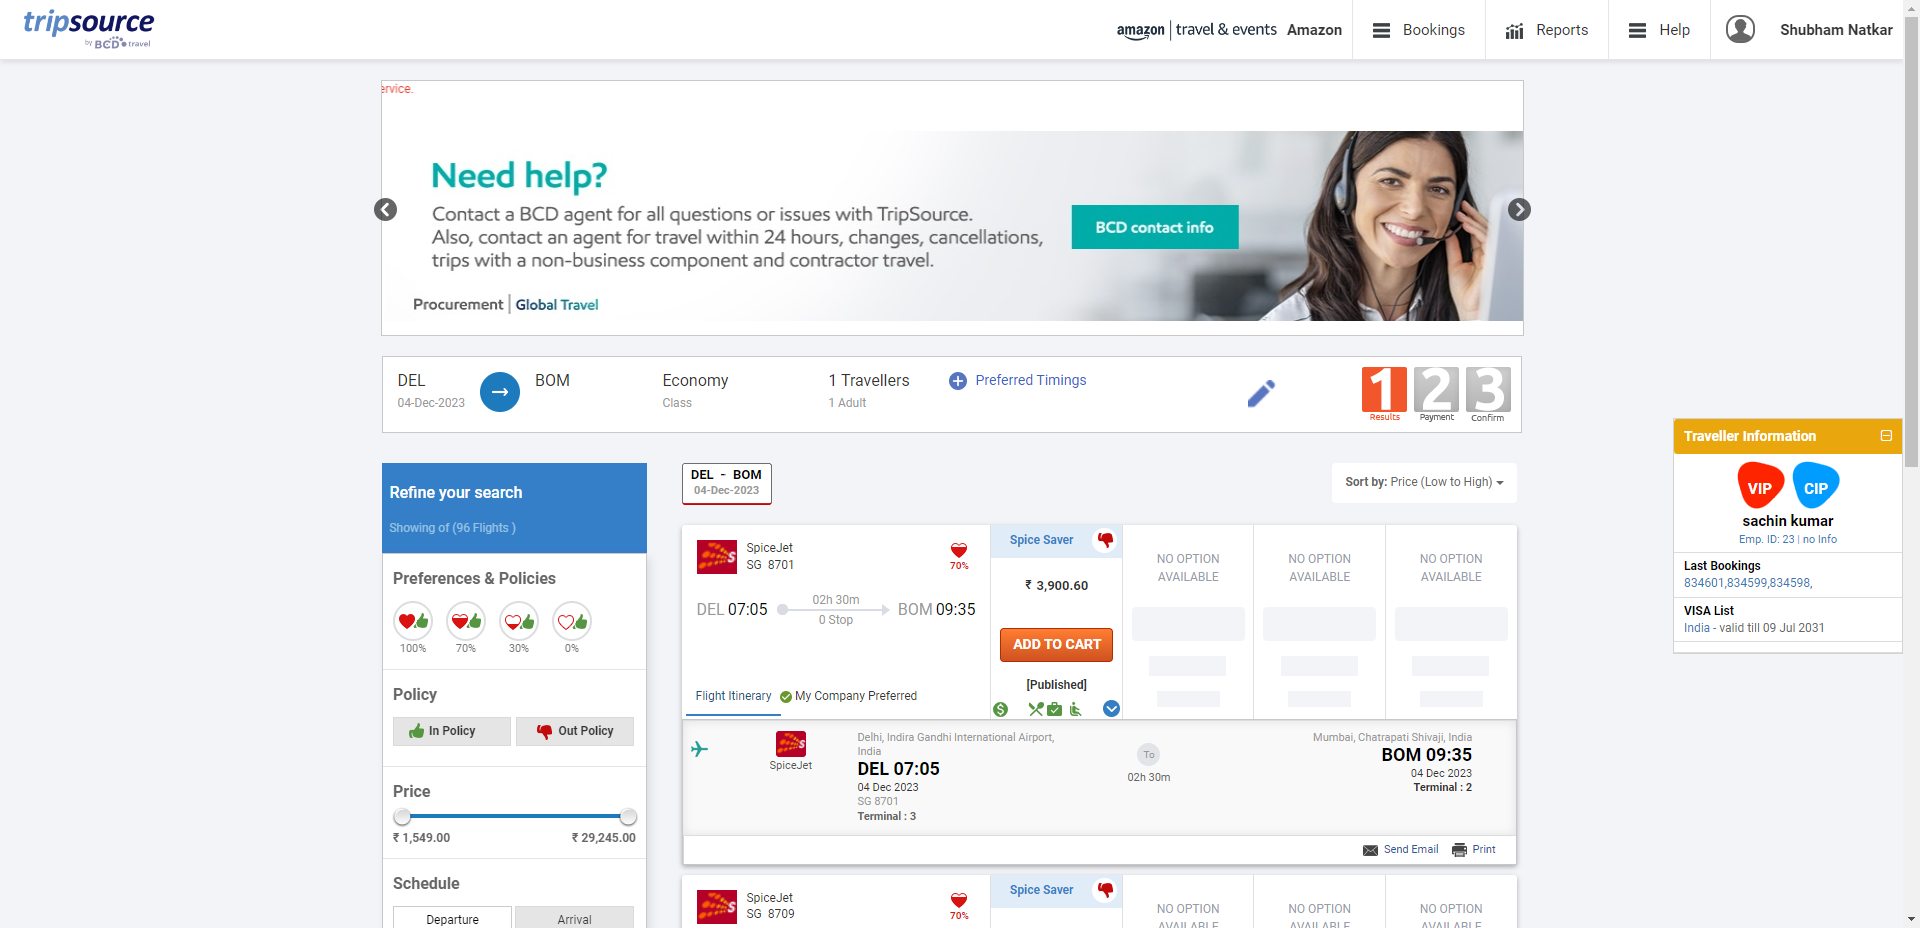 tripsource
by BCD travel
amazon | travel & events Amazon
Bookings
Reports
Help
Shubham Natkar
ervice.
Need help?
Contact a BCD agent for all questions or issues with TripSource.
Also, contact an agent for travel within 24 hours, changes, cancellations,
trips with a non-business component and contractor travel.
BCD contact info
Procurement | Global Travel
DEL
04-Dec-2023
BOM
Economy
Class
1 Travellers
1 Adult
Preferred Timings
1 2 3
Results Payment Confirm
Traveller Information
VIP CIP
sachin kumar
Emp. ID: 23 | no Info
Last Bookings
834601,834599,834598,
VISA List
India - valid till 09 Jul 2031
Refine your search
Showing of (96 Flights )
Preferences & Policies
100% 70% 30% 0%
Policy
In Policy Out Policy
Price
₹ 1,549.00 ₹ 29,245.00
Schedule
Departure Arrival
DEL - BOM
04-Dec-2023
Sort by: Price (Low to High)
SpiceJet
SG 8701
70%
DEL 07:05
02h 30m
0 Stop
BOM 09:35
Flight Itinerary
My Company Preferred
Spice Saver
₹ 3,900.60
ADD TO CART
[Published]
NO OPTION
AVAILABLE
NO OPTION
AVAILABLE
NO OPTION
AVAILABLE
SpiceJet
Delhi, Indira Gandhi International Airport,
India
DEL 07:05
04 Dec 2023
SG 8701
Terminal : 3
To
02h 30m
Mumbai, Chatrapati Shivaji, India
BOM 09:35
04 Dec 2023
Terminal : 2
Send Email
Print
SpiceJet
SG 8709
70%
Spice Saver
NO OPTION
AVAILABLE
NO OPTION
AVAILABLE
NO OPTION
AVAILABLE